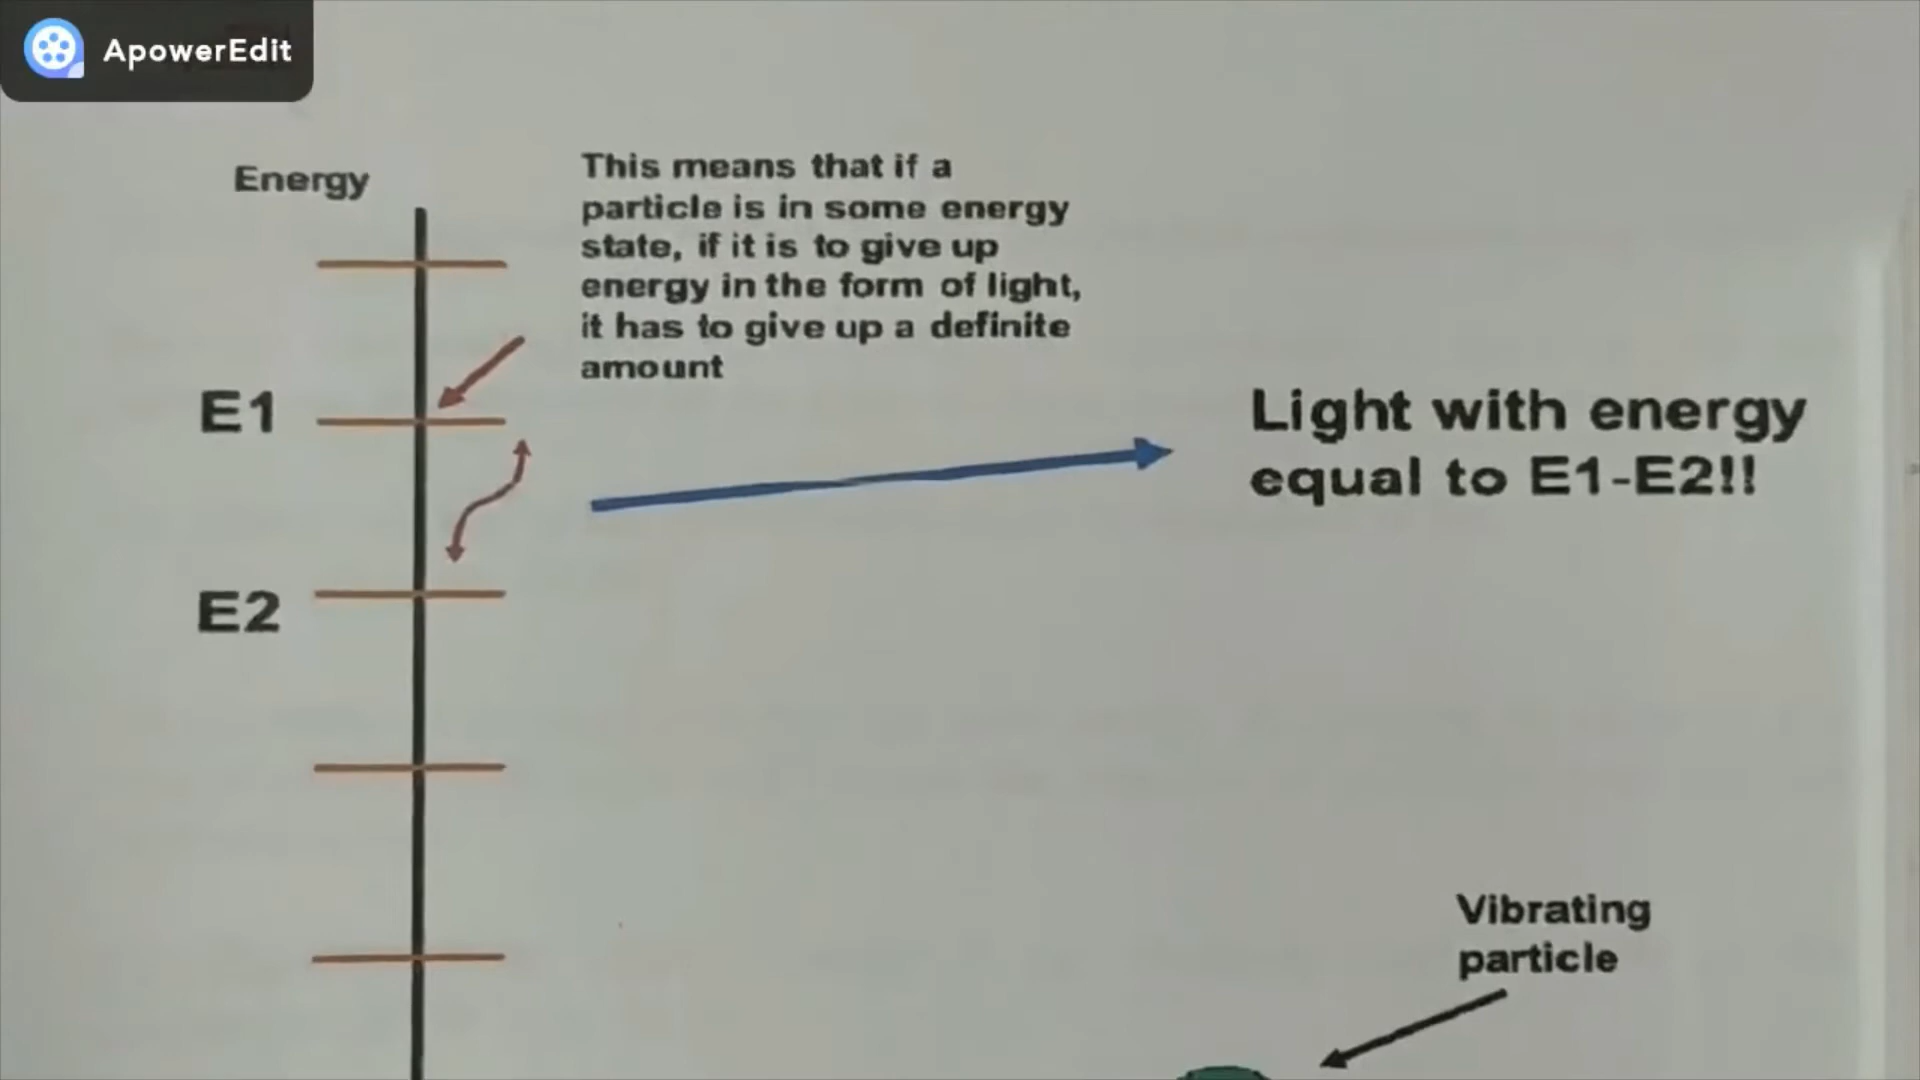 ApowerEdit
Energy
This means that if a
particle is in some energy
state, if it is to give up
energy in the form of light,
it has to give up a definite
amount
E1
Light with energy
equal to E1-E2!!
E2
Vibrating
particle